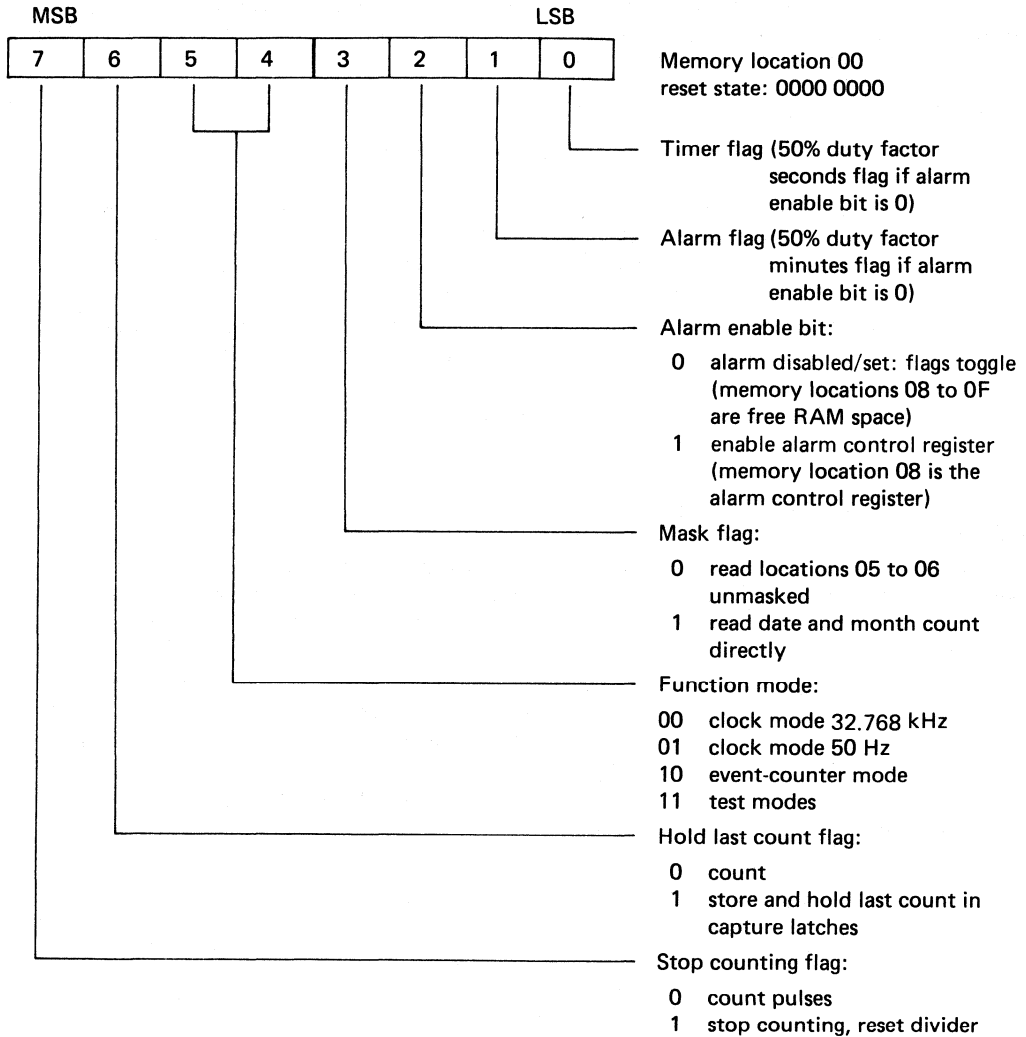 MSB LSB
7 6 5 4 3 2 1 0
Memory location 00
reset state: 0000 0000
Timer flag (50% duty factor
seconds flag if alarm
enable bit is 0)
Alarm flag (50% duty factor
minutes flag if alarm
enable bit is 0)
Alarm enable bit:
0 alarm disabled/set: flags toggle
(memory locations 08 to 0F
are free RAM space)
1 enable alarm control register
(memory location 08 is the
alarm control register)
Mask flag:
0 read locations 05 to 06
unmasked
1 read date and month count
directly
Function mode:
00 clock mode 32.768 kHz
01 clock mode 50 Hz
10 event-counter mode
11 test modes
Hold last count flag:
0 count
1 store and hold last count in
capture latches
Stop counting flag:
0 count pulses
1 stop counting, reset divider